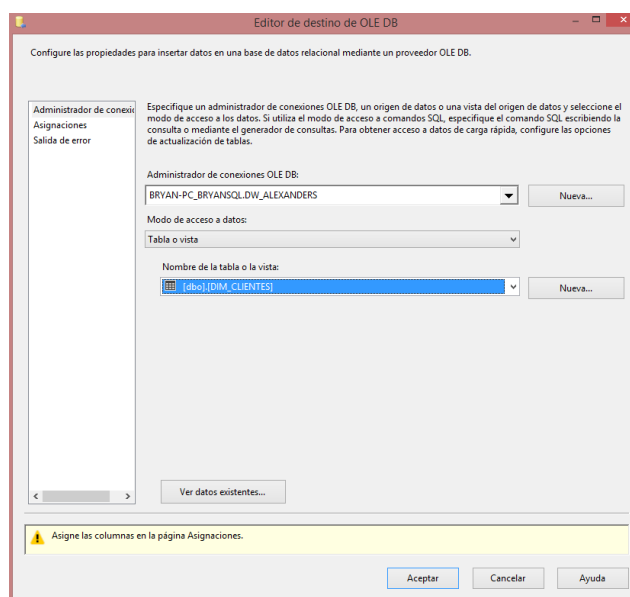 Editor de destino de OLE DB
Configure las propiedades para insertar datos en una base de datos relacional mediante un proveedor OLE DB.
Administrador de conexic
Asignaciones
Salida de error
Especifique un administrador de conexiones OLE DB, un origen de datos o una vista del origen de datos y seleccione el
modo de acceso a los datos. Si utiliza el modo de acceso a comandos SQL, especifique el comando SQL escribiendo la
consulta o mediante el generador de consultas. Para obtener acceso a datos de carga rápida, configure las opciones
de actualización de tablas.
Administrador de conexiones OLE DB:
BRYAN-PC_BRYANSQL.DW_ALEXANDERS
Nueva...
Modo de acceso a datos:
Tabla o vista
Nombre de la tabla o la vista:
[dbo].[DIM_CLIENTES]
Nueva...
Ver datos existentes...
Asigne las columnas en la página Asignaciones.
Aceptar
Cancelar
Ayuda